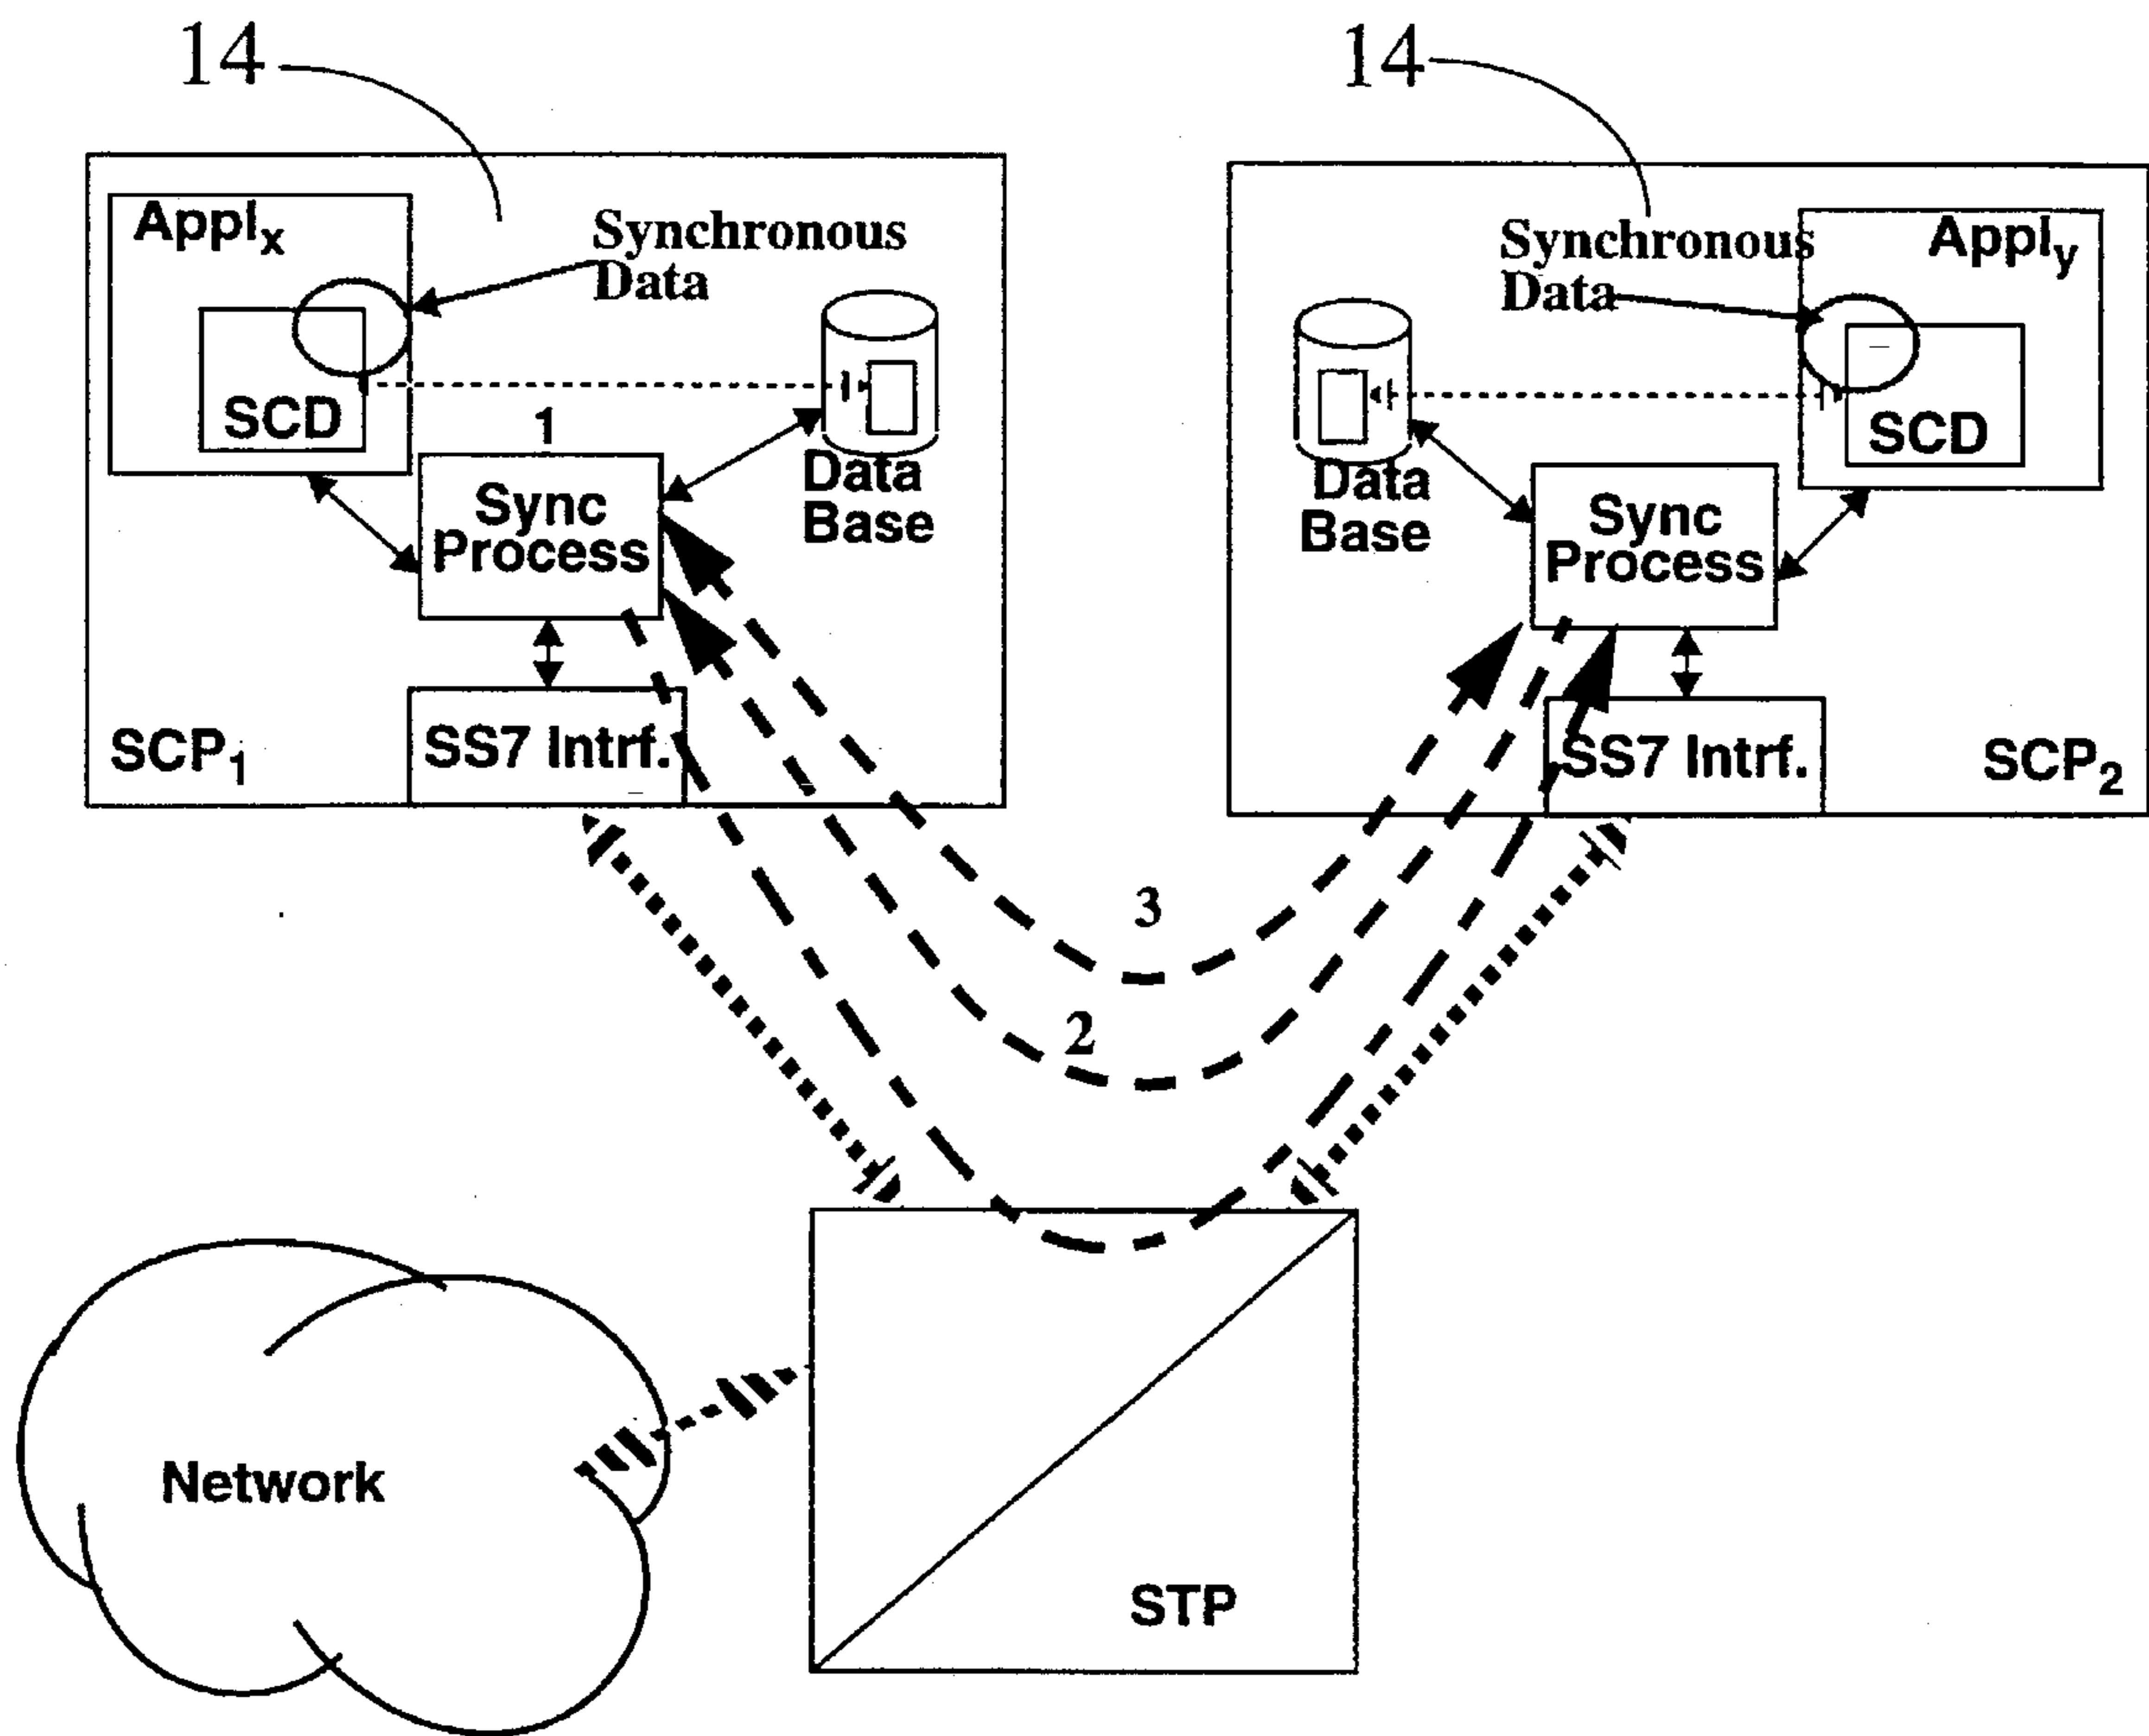 14
14
Applx
Synchronous
Data
SCD
1
Sync
Process
Data
Base
SCP1
SS7 Intrf.
Synchronous
Data
Apply
SCD
Data
Base
Sync
Process
SS7 Intrf.
SCP2
3
2
Network
STP